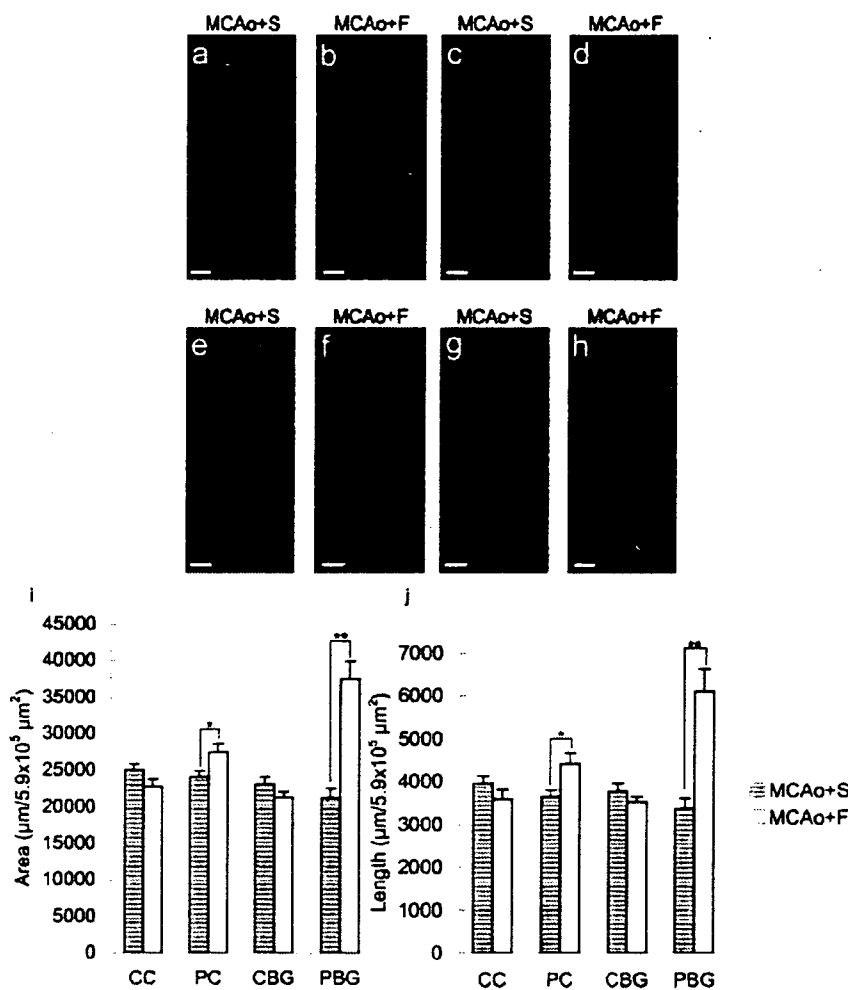 MCAo+S MCAo+F MCAo+S MCAo+F
a b c d
MCAo+S MCAo+F MCAo+S MCAo+F
e f g h
i
45000
40000
35000
30000
25000
20000
15000
10000
5000
0
Area (µm/5.9x10⁵ µm²)
* **
CC PC CBG PBG
j
7000
6000
5000
4000
3000
2000
1000
0
Length (µm/5.9x10⁵ µm²)
* **
CC PC CBG PBG
MCAo+S
MCAo+F